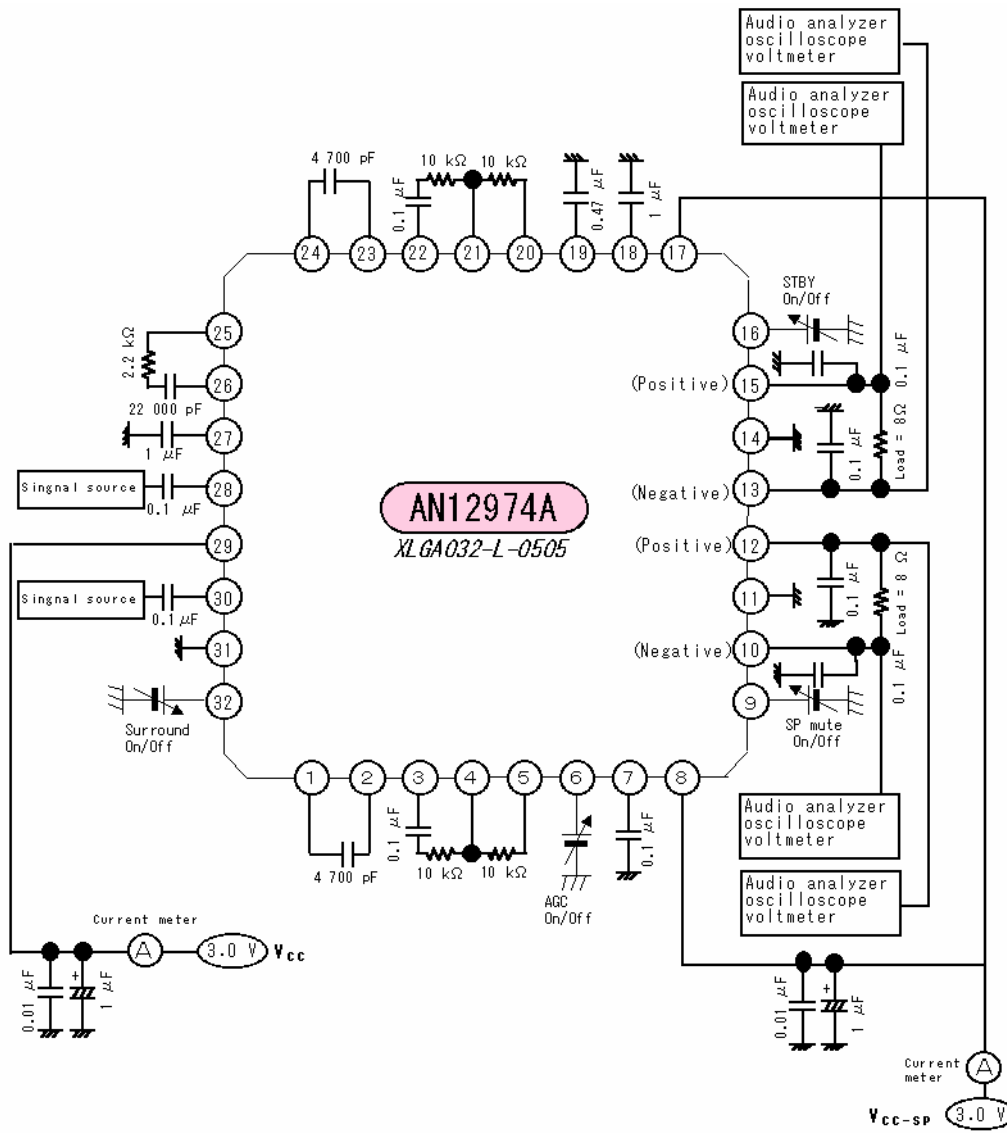 Audio analyzer
oscilloscope
voltmeter
Audio analyzer
oscilloscope
voltmeter
4 700 pF
10 kΩ
10 kΩ
0.1 μF
0.47 μF
1 μF
24
23
22
21
20
19
18
17
STBY
On/Off
25
16
2.2 kΩ
0.1 μF
26
(Positive)
15
22 000 pF
27
14
1 μF
0.1 μF
Load = 8Ω
Singnal source
28
(Negative)
13
0.1 μF
AN12974A
XLGA032-L-0505
29
(Positive)
12
Singnal source
30
11
0.1 μF
0.1 μF
Load = 8 Ω
31
(Negative)
10
0.1 μF
32
9
Surround
On/Off
SP mute
On/Off
1
2
3
4
5
6
7
8
0.1 μF
0.1 μF
4 700 pF
10 kΩ
10 kΩ
AGC
On/Off
Audio analyzer
oscilloscope
voltmeter
Audio analyzer
oscilloscope
voltmeter
Current meter
A
3.0 V
Vcc
0.01 μF
+
1 μF
0.01 μF
+
1 μF
Current
meter
A
Vcc-sp
3.0 V